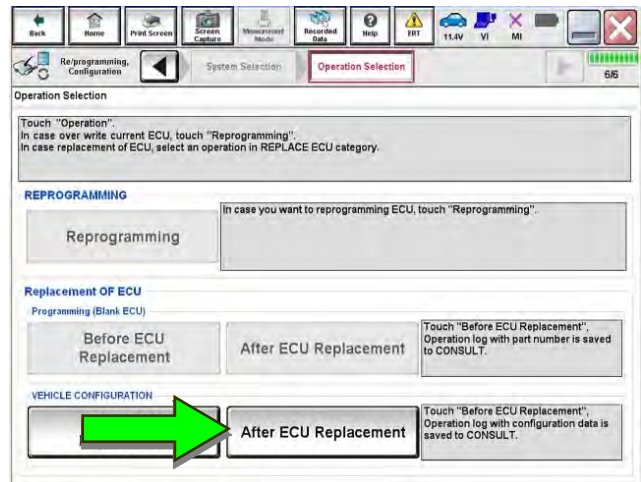 Back
Home
Print Screen
Screen Capture
Measurement Mode
Recorded Data
Help
ERT
11.4V
VI
MI
Re/programming, Configuration
System Selection
Operation Selection
6/6
Operation Selection
Touch "Operation".
In case over write current ECU, touch "Reprogramming".
In case replacement of ECU, select an operation in REPLACE ECU category.
REPROGRAMMING
Reprogramming
In case you want to reprogramming ECU, touch "Reprogramming".
Replacement OF ECU
Programming (Blank ECU)
Before ECU
Replacement
After ECU Replacement
Touch "Before ECU Replacement",
Operation log with part number is saved
to CONSULT.
VEHICLE CONFIGURATION
After ECU Replacement
Touch "Before ECU Replacement",
Operation log with configuration data is
saved to CONSULT.